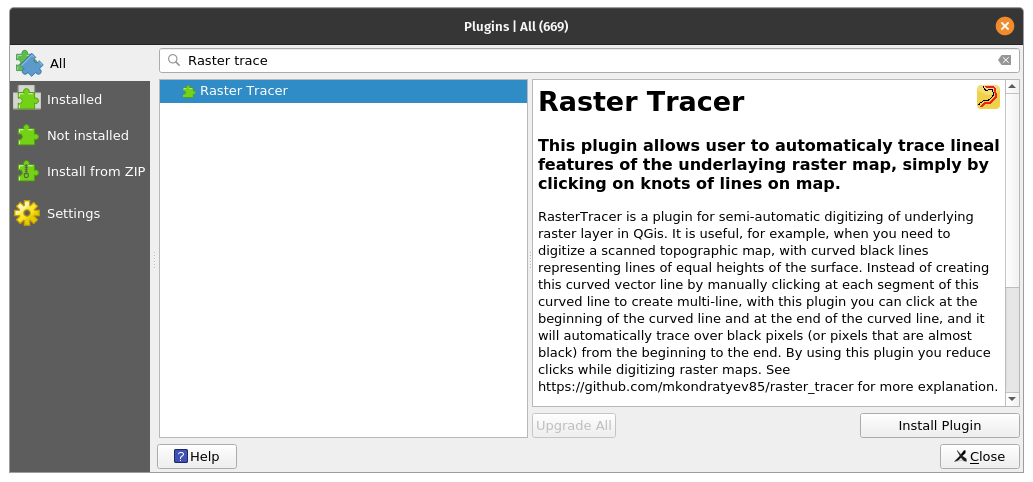 Plugins | All (669)
All
Installed
Not installed
Install from ZIP
Settings
Raster trace
Raster Tracer
Raster Tracer
This plugin allows user to automaticaly trace lineal
features of the underlaying raster map, simply by
clicking on knots of lines on map.
RasterTracer is a plugin for semi-automatic digitizing of underlying
raster layer in QGis. It is useful, for example, when you need to
digitize a scanned topographic map, with curved black lines
representing lines of equal heights of the surface. Instead of creating
this curved vector line by manually clicking at each segment of this
curved line to create multi-line, with this plugin you can click at the
beginning of the curved line and at the end of the curved line, and it
will automatically trace over black pixels (or pixels that are almost
black) from the beginning to the end. By using this plugin you reduce
clicks while digitizing raster maps. See
https://github.com/mkondratyev85/raster_tracer for more explanation.
Upgrade All
Install Plugin
Help
Close